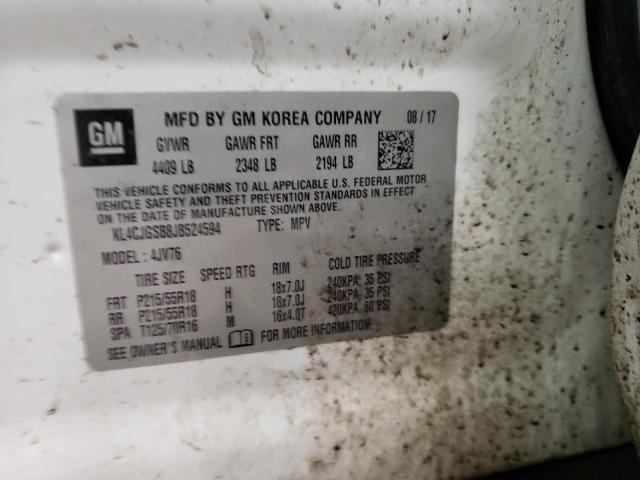 GM MFD BY GM KOREA COMPANY 08 / 17
GVWR GAWR FRT GAWR RR
4409 LB 2348 LB 2194 LB
THIS VEHICLE CONFORMS TO ALL APPLICABLE U.S. FEDERAL MOTOR
VEHICLE SAFETY AND THEFT PREVENTION STANDARDS IN EFFECT
ON THE DATE OF MANUFACTURE SHOWN ABOVE.
KL4CJGSB8JB524594 TYPE: MPV
MODEL: 4JV76
TIRE SIZE SPEED RTG RIM COLD TIRE PRESSURE
FRT P215/55R18 H 18x7.0J 240KPA, 35 PSI
RR P215/55R18 H 18x7.0J 240KPA, 35 PSI
SPA T125/70R16 M 16x4.0T 420KPA, 60 PSI
SEE OWNER'S MANUAL FOR MORE INFORMATION.